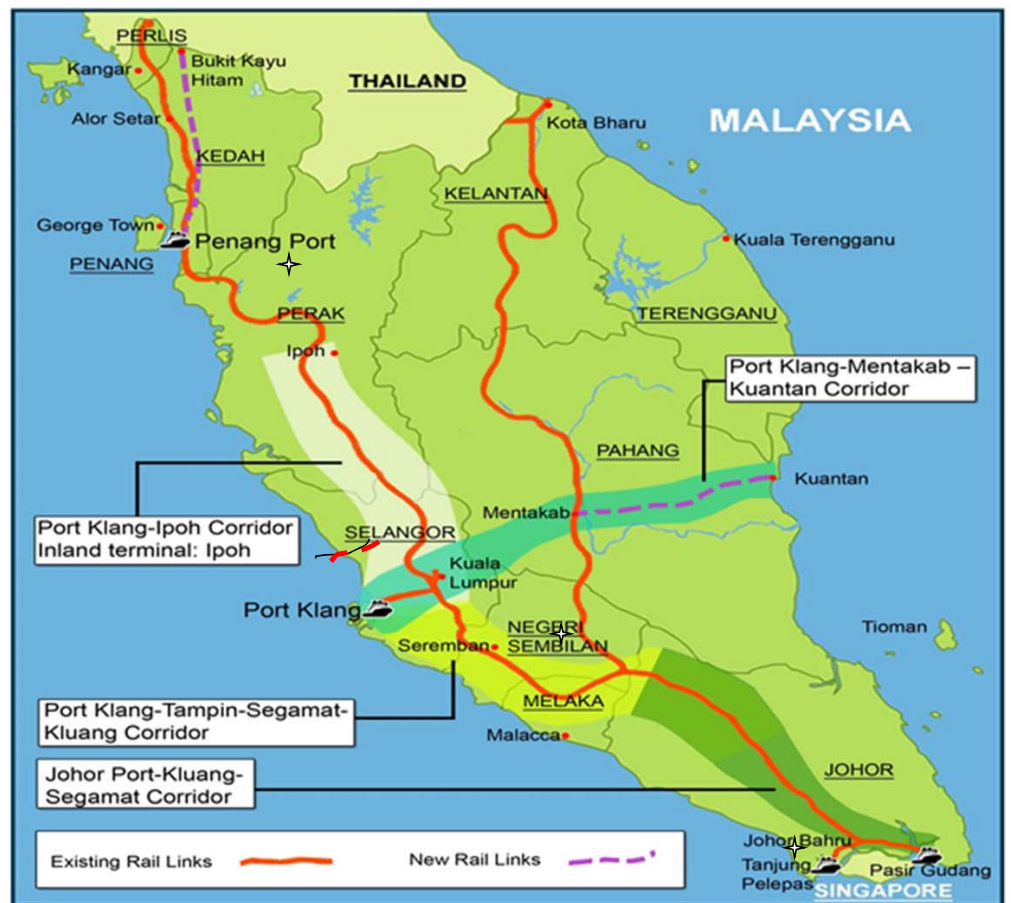 PERLIS
Kangar
Bukit Kayu
Hitam
THAILAND
MALAYSIA
Alor Setar
Kota Bharu
KEDAH
KELANTAN
George Town
Penang Port
Kuala Terengganu
PENANG
PERAK
TERENGGANU
Ipoh
Port Klang-Mentakab –
Kuantan Corridor
PAHANG
Kuantan
Mentakab
Port Klang-Ipoh Corridor
Inland terminal: Ipoh
SELANGOR
Kuala
Lumpur
Port Klang
NEGERI
SEMBILAN
Tioman
Seremban
MELAKA
Port Klang-Tampin-Segamat-
Kluang Corridor
Malacca
Johor Port-Kluang-
Segamat Corridor
JOHOR
Johor Bahru
Tanjung
Pelepas
Pasir Gudang
SINGAPORE
Existing Rail Links
New Rail Links